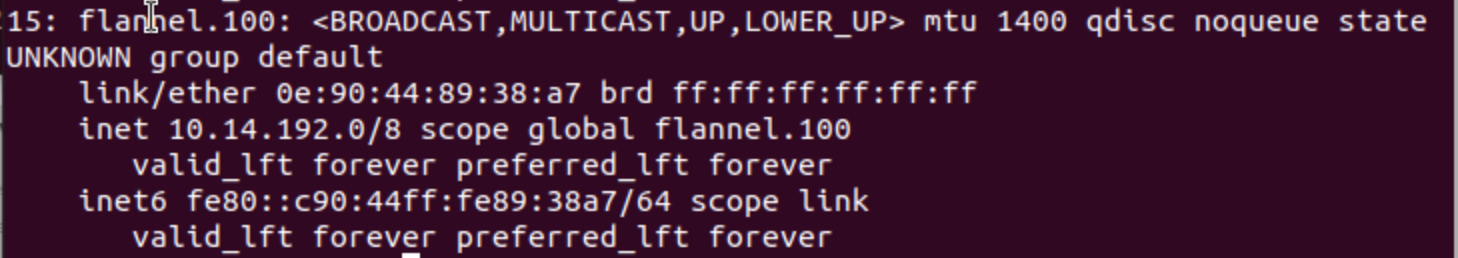 15: flannel.100: <BROADCAST,MULTICAST,UP,LOWER_UP> mtu 1400 qdisc noqueue state
UNKNOWN group default
link/ether 0e:90:44:89:38:a7 brd ff:ff:ff:ff:ff:ff
inet 10.14.192.0/8 scope global flannel.100
valid_lft forever preferred_lft forever
inet6 fe80::c90:44ff:fe89:38a7/64 scope link
valid_lft forever preferred_lft forever